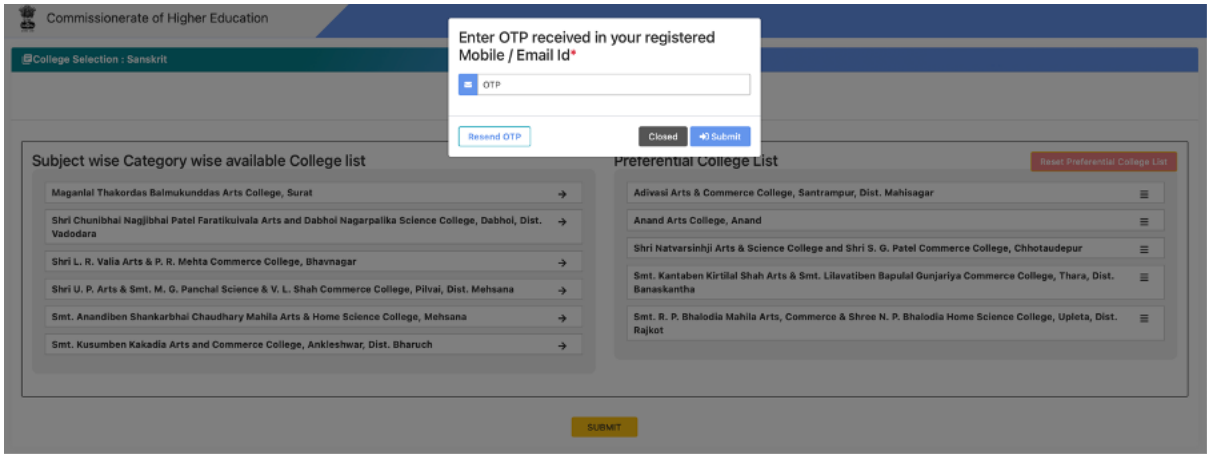 Commissionerate of Higher Education
College Selection : Sanskrit
Enter OTP received in your registered
Mobile / Email Id*
OTP
Resend OTP
Closed
Submit
Subject wise Category wise available College list
Maganlal Thakordas Balmukunddas Arts College, Surat
Shri Chunibhai Nagjibhai Patel Faratikuivala Arts and Dabhoi Nagarpalika Science College, Dabhoi, Dist.
Vadodara
Shri L. R. Valia Arts & P. R. Mehta Commerce College, Bhavnagar
Shri U. P. Arts & Smt. M. G. Panchal Science & V. L. Shah Commerce College, Pilvai, Dist. Mehsana
Smt. Anandiben Shankarbhai Chaudhary Mahila Arts & Home Science College, Mehsana
Smt. Kusumben Kakadia Arts and Commerce College, Ankleshwar, Dist. Bharuch
Preferential College List
Reset Preferential College List
Adivasi Arts & Commerce College, Santrampur, Dist. Mahisagar
Anand Arts College, Anand
Shri Natvarsinhji Arts & Science College and Shri S. G. Patel Commerce College, Chhotaudepur
Smt. Kantaben Kirtilal Shah Arts & Smt. Lilavatiben Bapulal Gunjariya Commerce College, Thara, Dist.
Banaskantha
Smt. R. P. Bhalodia Mahila Arts, Commerce & Shree N. P. Bhalodia Home Science College, Upleta, Dist.
Rajkot
SUBMIT